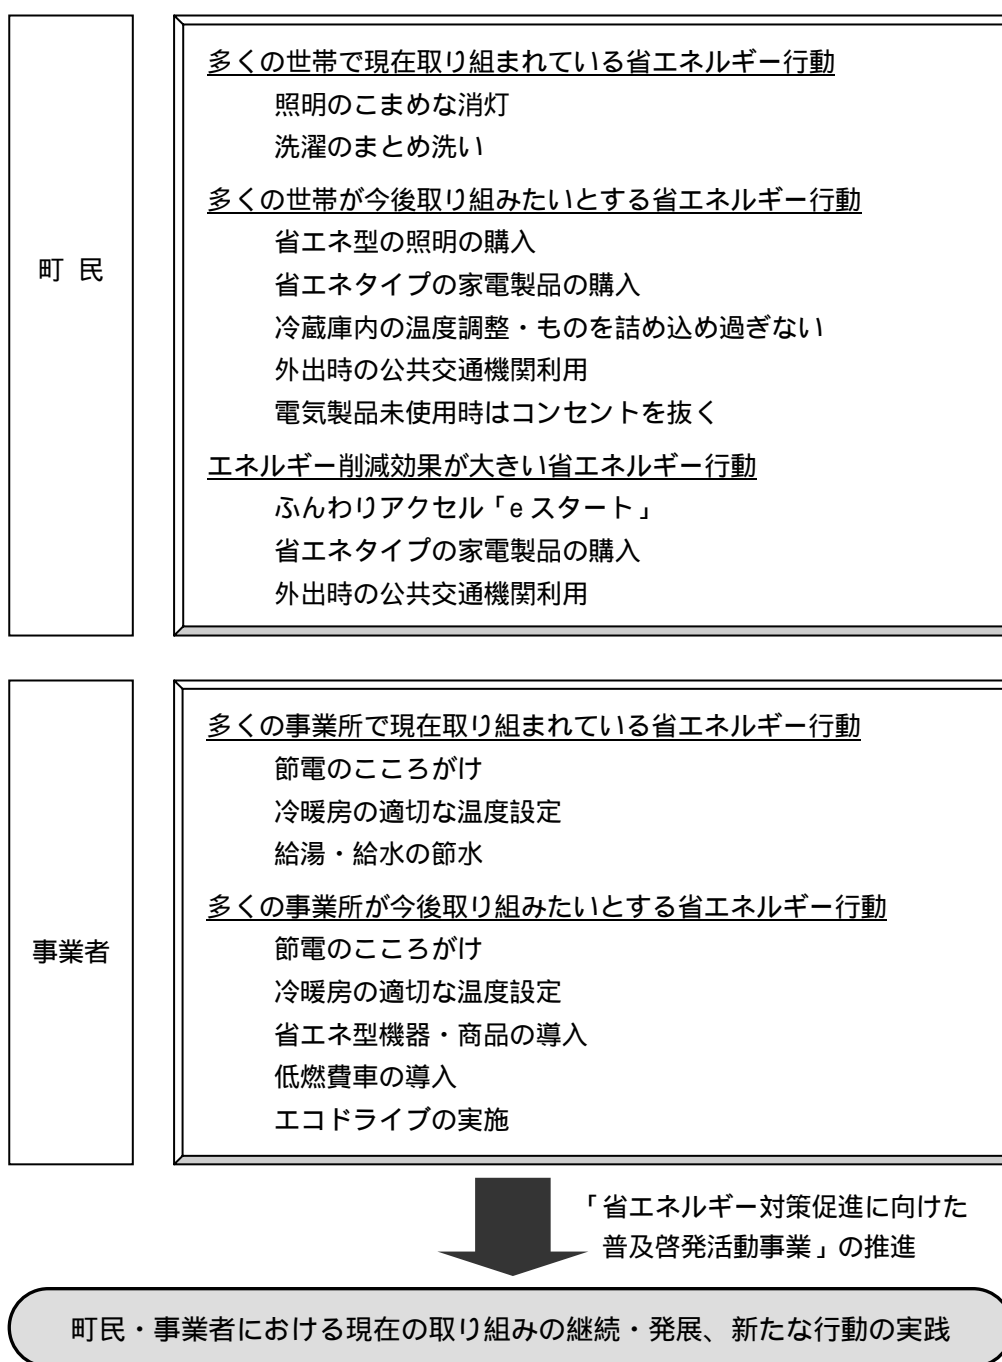 町 民
多くの世帯で現在取り組まれている省エネルギー行動
照明のこまめな消灯
洗濯のまとめ洗い
多くの世帯が今後取り組みたいとする省エネルギー行動
省エネ型の照明の購入
省エネタイプの家電製品の購入
冷蔵庫内の温度調整・ものを詰め込め過ぎない
外出時の公共交通機関利用
電気製品未使用時はコンセントを抜く
エネルギー削減効果が大きい省エネルギー行動
ふんわりアクセル「eスタート」
省エネタイプの家電製品の購入
外出時の公共交通機関利用
事業者
多くの事業所で現在取り組まれている省エネルギー行動
節電のこころがけ
冷暖房の適切な温度設定
給湯・給水の節水
多くの事業所が今後取り組みたいとする省エネルギー行動
節電のこころがけ
冷暖房の適切な温度設定
省エネ型機器・商品の導入
低燃費車の導入
エコドライブの実施
「省エネルギー対策促進に向けた
普及啓発活動事業」の推進
町民・事業者における現在の取り組みの継続・発展、新たな行動の実践